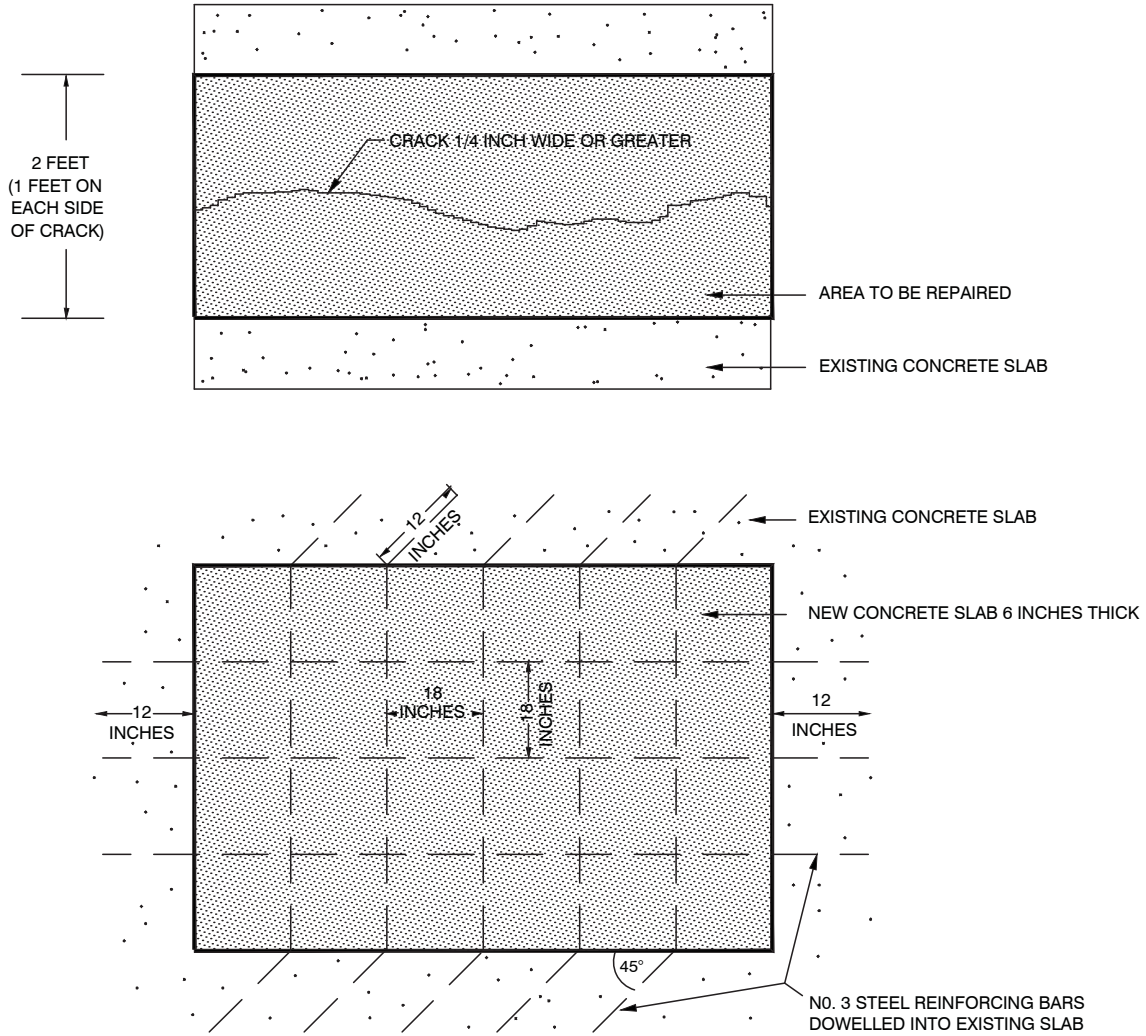 CRACK 1/4 INCH WIDE OR GREATER
2 FEET
(1 FEET ON
EACH SIDE
OF CRACK)
AREA TO BE REPAIRED
EXISTING CONCRETE SLAB
12
INCHES
EXISTING CONCRETE SLAB
NEW CONCRETE SLAB 6 INCHES THICK
18
INCHES
18
INCHES
12
INCHES
12
INCHES
45°
N0. 3 STEEL REINFORCING BARS
DOWELLED INTO EXISTING SLAB